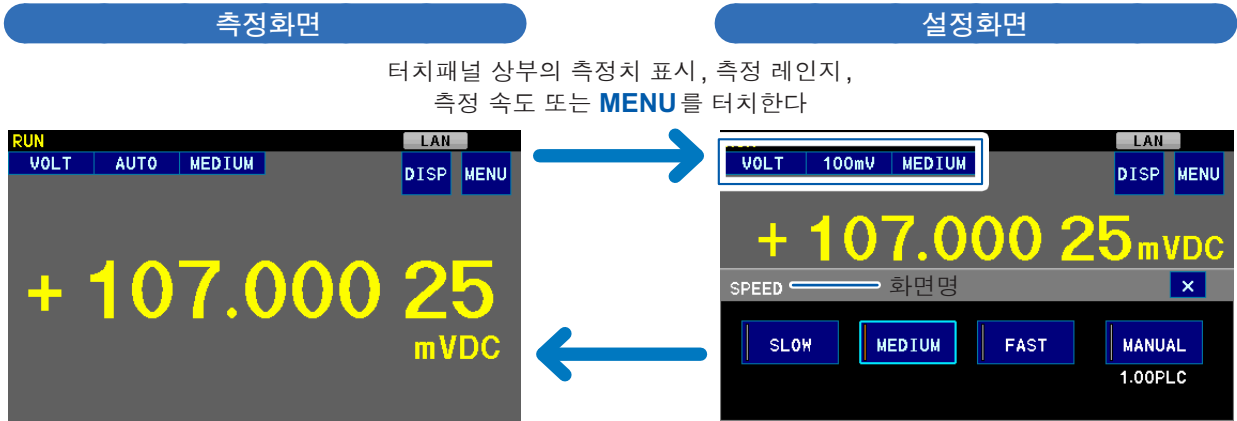 측정화면
설정화면
터치패널 상부의 측정치 표시, 측정 레인지,
측정 속도 또는 MENU를 터치한다
RUN
LAN
VOLT AUTO MEDIUM
DISP MENU
+ 107.000 25
mVDC
LAN
VOLT 100mV MEDIUM
DISP MENU
+ 107.000 25 mVDC
SPEED 화면명 ×
SLOW MEDIUM FAST MANUAL
1.00PLC